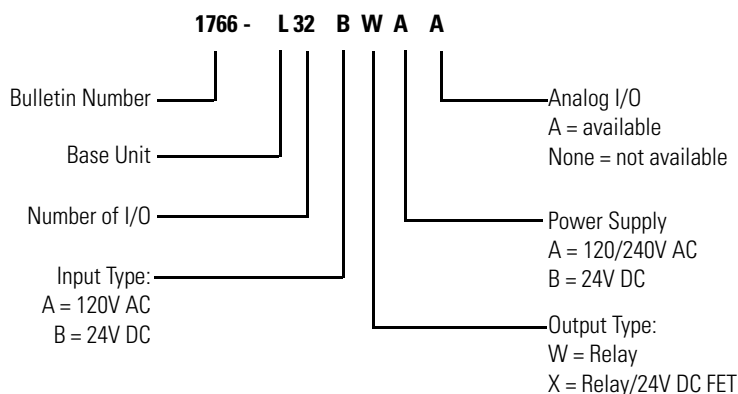 1766 - L 32 B W A A
Bulletin Number
Base Unit
Number of I/O
Input Type:
A = 120V AC
B = 24V DC
Analog I/O
A = available
None = not available
Power Supply
A = 120/240V AC
B = 24V DC
Output Type:
W = Relay
X = Relay/24V DC FET